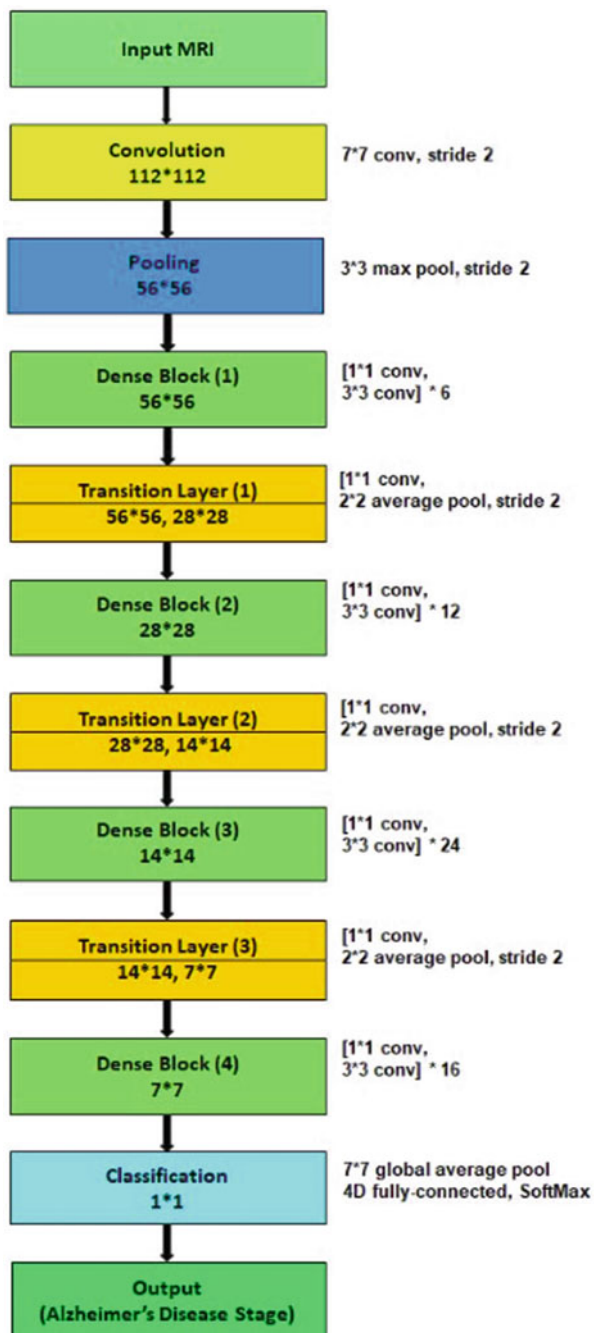 Input MRI
Convolution
112*112
7*7 conv, stride 2
Pooling
56*56
3*3 max pool, stride 2
Dense Block (1)
56*56
[1*1 conv,
3*3 conv] * 6
Transition Layer (1)
56*56, 28*28
[1*1 conv,
2*2 average pool, stride 2
Dense Block (2)
28*28
[1*1 conv,
3*3 conv] * 12
Transition Layer (2)
28*28, 14*14
[1*1 conv,
2*2 average pool, stride 2
Dense Block (3)
14*14
[1*1 conv,
3*3 conv] * 24
Transition Layer (3)
14*14, 7*7
[1*1 conv,
2*2 average pool, stride 2
Dense Block (4)
7*7
[1*1 conv,
3*3 conv] * 16
Classification
1*1
7*7 global average pool
4D fully-connected, SoftMax
Output
(Alzheimer's Disease Stage)